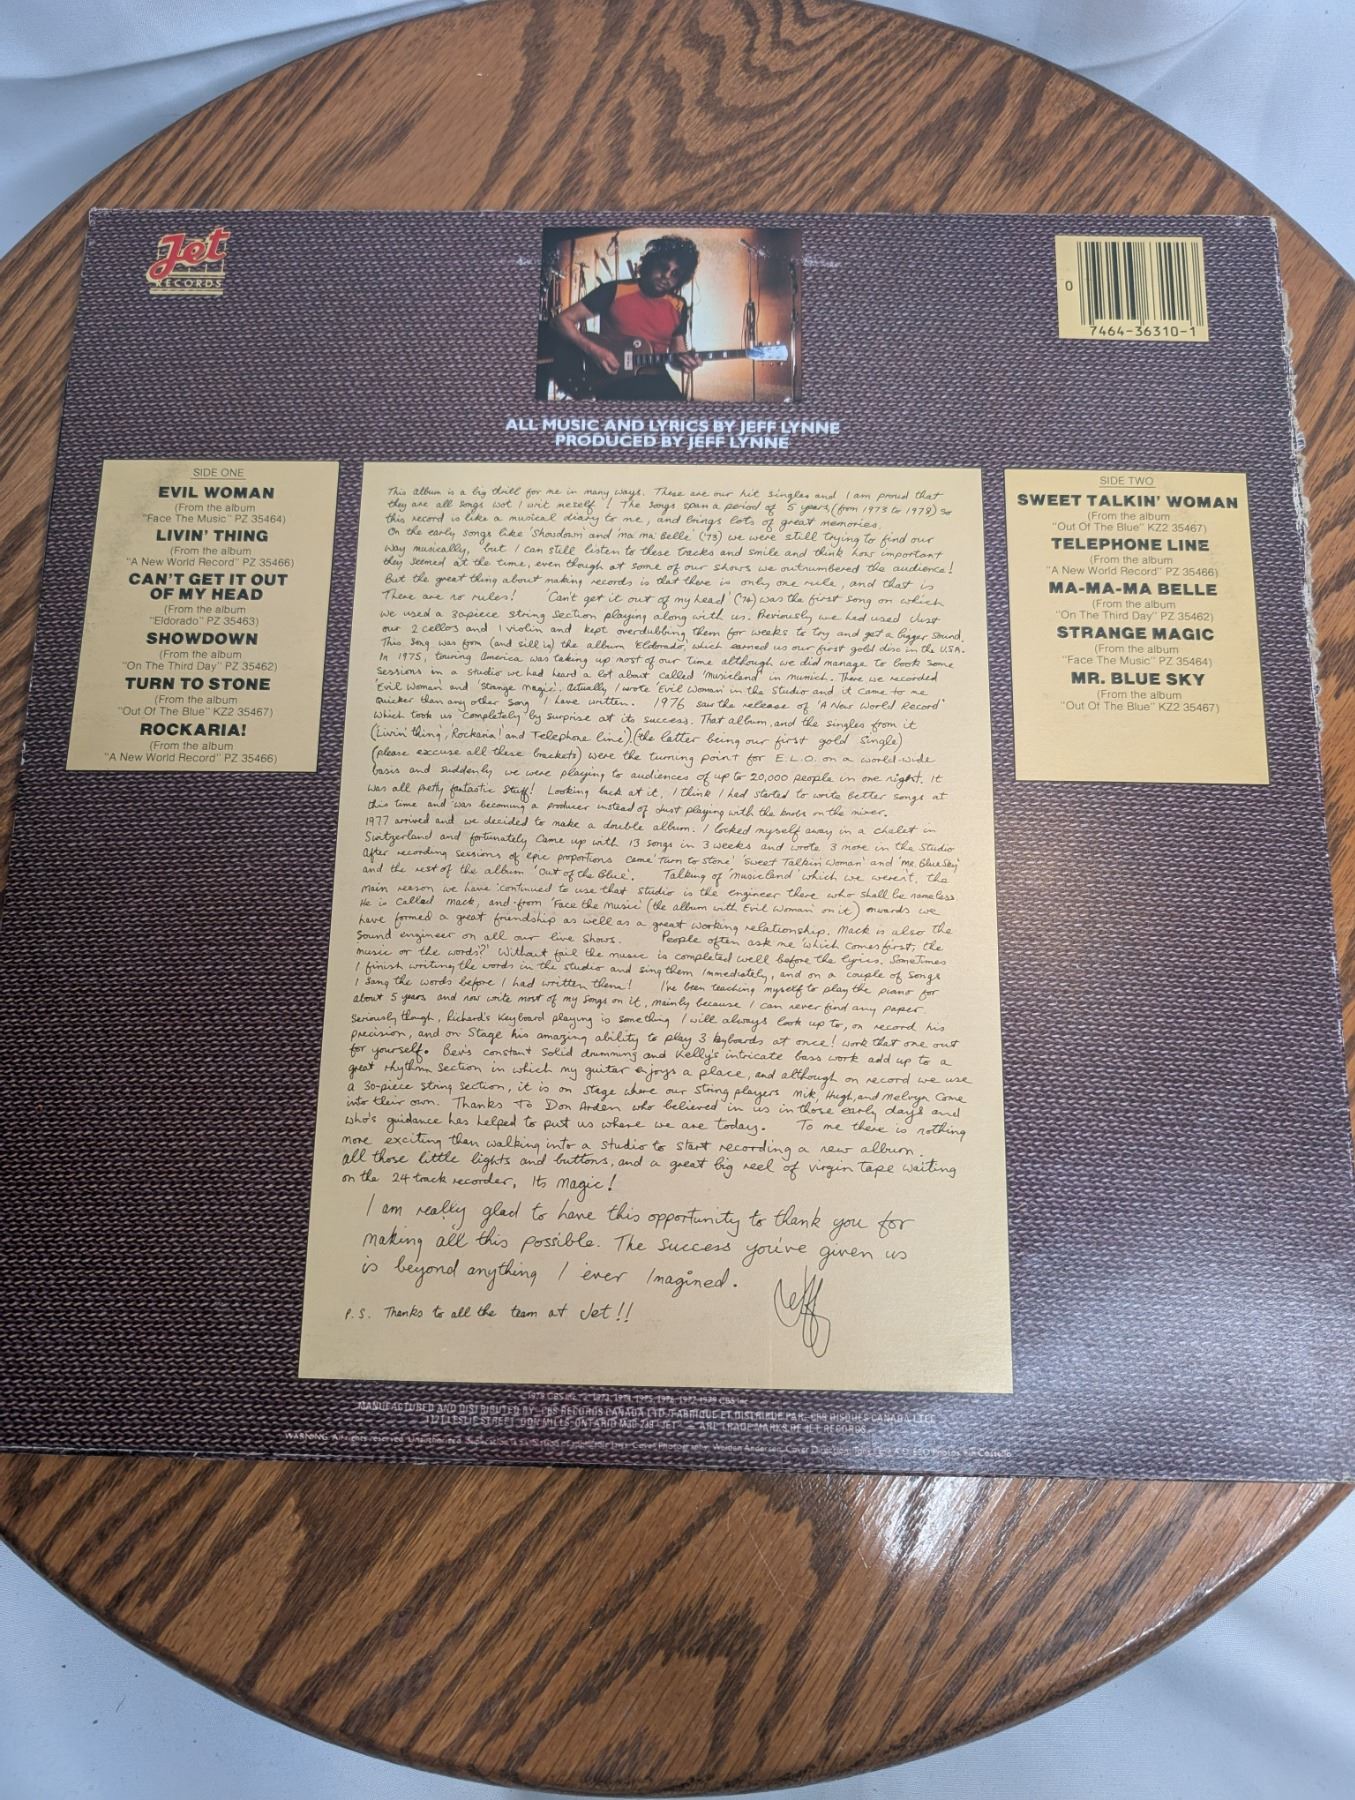 Jet
RECORDS
0
7464-36310-1
ALL MUSIC AND LYRICS BY JEFF LYNNE
PRODUCED BY JEFF LYNNE
SIDE ONE
EVIL WOMAN
(From the album
"Face The Music" PZ 35464)
LIVIN' THING
(From the album
"A New World Record" PZ 35466)
CAN'T GET IT OUT
OF MY HEAD
(From the album
"Eldorado" PZ 35463)
SHOWDOWN
(From the album
"On The Third Day" PZ 35462)
TURN TO STONE
(From the album
"Out Of The Blue" KZ2 35467)
ROCKARIA!
(From the album
"A New World Record" PZ 35466)
This album is a big thrill for me in many ways. These are our hit singles and I am proud that
they are all songs wot I writ meself! The songs span a period of 5 years, (from 1973 to 1978) so
this record is like a musical diary to me, and brings lots of great memories.
On the early songs like 'Showdown' and 'ma ma Belle' ('73) we were still trying to find our
way musically, but I can still listen to these tracks and smile and think how important
they seemed at the time, even though at some of our shows we outnumbered the audience!
But the great thing about making records is that there is only one rule, and that is
There are no rules! 'Can't get it out of my head' ('74) was the first song on which
we used a 30 piece string section playing along with us. Previously we had used Just
our 2 cellos and 1 violin and kept overdubbing them for weeks to try and get a bigger sound.
This song was from (and still is) the album Eldorado, which earned us our first gold disc in the U.S.A.
In 1975, touring America was taking up most of our time although we did manage to book some
sessions in a studio we had heard a lot about called 'musicland' in munich. There we recorded
'Evil Woman' and 'Strange Magic', actually I wrote 'Evil Woman' in the studio and it came to me
quicker than any other song I have written. 1976 saw the release of 'A New World Record'
which took us completely by surprise at its success. That album, and the singles from it
('Livin' thing', 'Rockaria!' and Telephone line') (the latter being our first gold single)
(please excuse all these brackets) were the turning point for E.L.O. on a world-wide
basis and suddenly we were playing to audiences of up to 20,000 people in one night. It
was all pretty fantastic stuff! Looking back at it, I think I had started to write better songs at
this time and was becoming a producer instead of Just playing with the knobs on the mixer.
1977 arrived and we decided to make a double album. I locked myself away in a chalet in
Switzerland and fortunately came up with 13 songs in 3 weeks and wrote 3 more in the studio
After recording sessions of epic proportions came 'Turn to stone' 'Sweet Talkin' Woman' and 'Mr. Blue Sky'
and the rest of the album 'Out of the Blue'. Talking of 'musicland' which we weren't, the
main reason we have continued to use that studio is the engineer there who shall be nameless
He is called Mack, and from 'Face the Music' (the album with Evil Woman on it) onwards we
have formed a great friendship as well as a great working relationship. Mack is also the
sound engineer on all our live shows. People often ask me 'which comes first, the
music or the words?' Without fail the music is completed well before the lyrics. Sometimes
I finish writing the words in the studio and sing them immediately, and on a couple of songs
I sang the words before I had written them! I've been teaching myself to play the piano for
about 5 years and now write most of my songs on it, mainly because I can never find any paper.
Seriously though, Richard's keyboard playing is something I will always look up to, on record his
precision, and on stage his amazing ability to play 3 keyboards at once! work that one out
for yourself. Bev's constant solid drumming and Kelly's intricate bass work add up to a
great rhythm section in which my guitar enjoys a place, and although on record we use
a 30-piece string section, it is on stage where our string players Mik, Hugh, and Melvyn come
into their own. Thanks To Don Arden who believed in us in those early days and
who's guidance has helped to put us where we are today. To me there is nothing
more exciting than walking into a studio to start recording a new album.
all those little lights and buttons, and a great big reel of virgin tape waiting
on the 24 track recorder, It's Magic!
I am really glad to have this opportunity to thank you for
making all this possible. The success you've given us
is beyond anything I ever Imagined.
Jeff
P.S. Thanks to all the team at Jet!!
SIDE TWO
SWEET TALKIN' WOMAN
(From the album
"Out Of The Blue" KZ2 35467)
TELEPHONE LINE
(From the album
"A New World Record" PZ 35466)
MA-MA-MA BELLE
(From the album
"On The Third Day" PZ 35462)
STRANGE MAGIC
(From the album
"Face The Music" PZ 35464)
MR. BLUE SKY
(From the album
"Out Of The Blue" KZ2 35467)
MANUFACTURED AND DISTRIBUTED BY CBS RECORDS CANADA LTD./FABRIQUÉ ET DISTRIBUÉ PAR CBS DISQUES CANADA LTÉE
1121 LESLIE STREET, DON MILLS, ONTARIO ARE TRADEMARKS OF JET RECORDS.
WARNING: All rights reserved. Unauthorized duplication is a violation of applicable laws. Cover Photography: